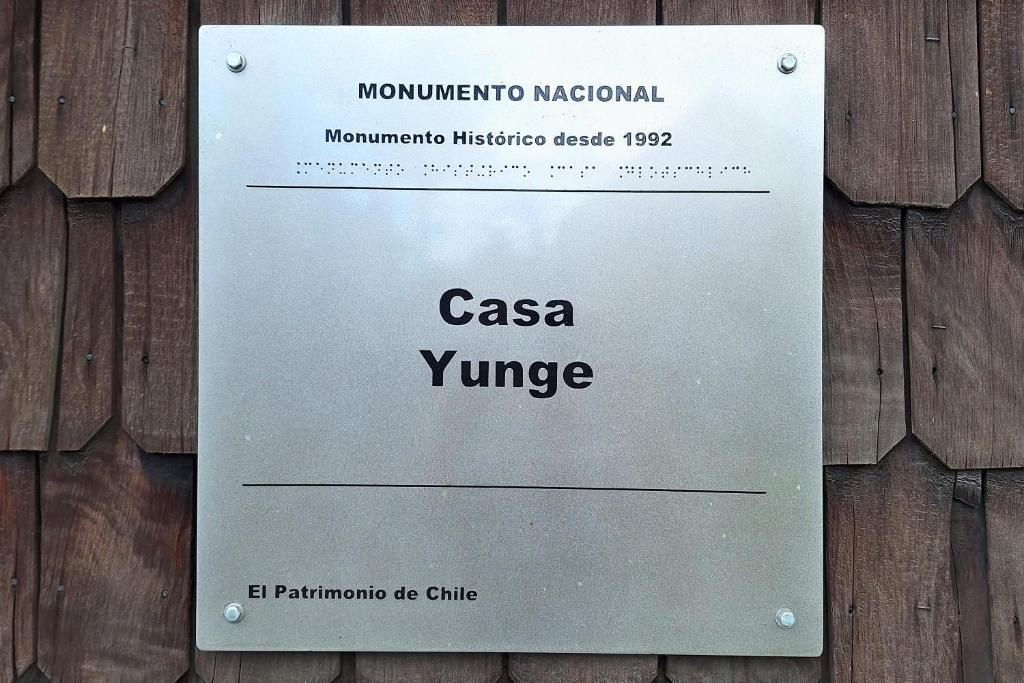 MONUMENTO NACIONAL
Monumento Histórico desde 1992
Casa
Yunge
El Patrimonio de Chile